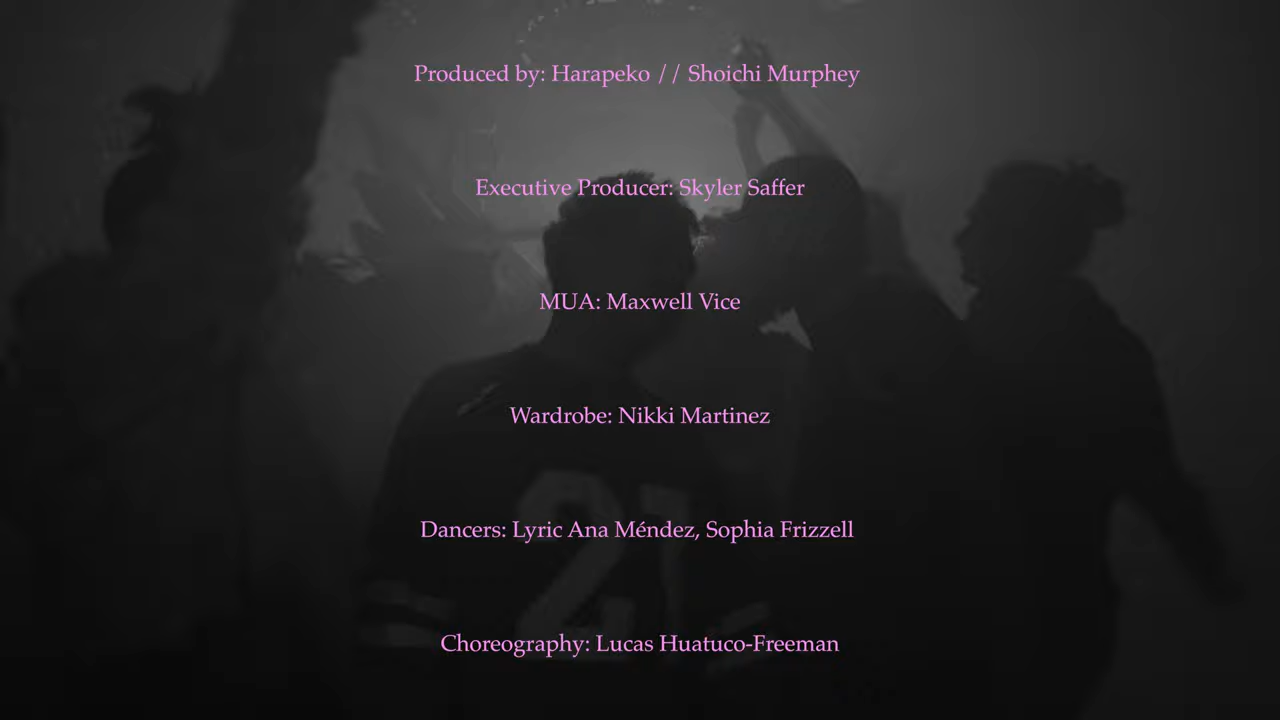 Produced by: Harapeko // Shoichi Murphey
Executive Producer: Skyler Saffer
MUA: Maxwell Vice
Wardrobe: Nikki Martinez
Dancers: Lyric Ana Méndez, Sophia Frizzell
21
Choreography: Lucas Huatuco-Freeman